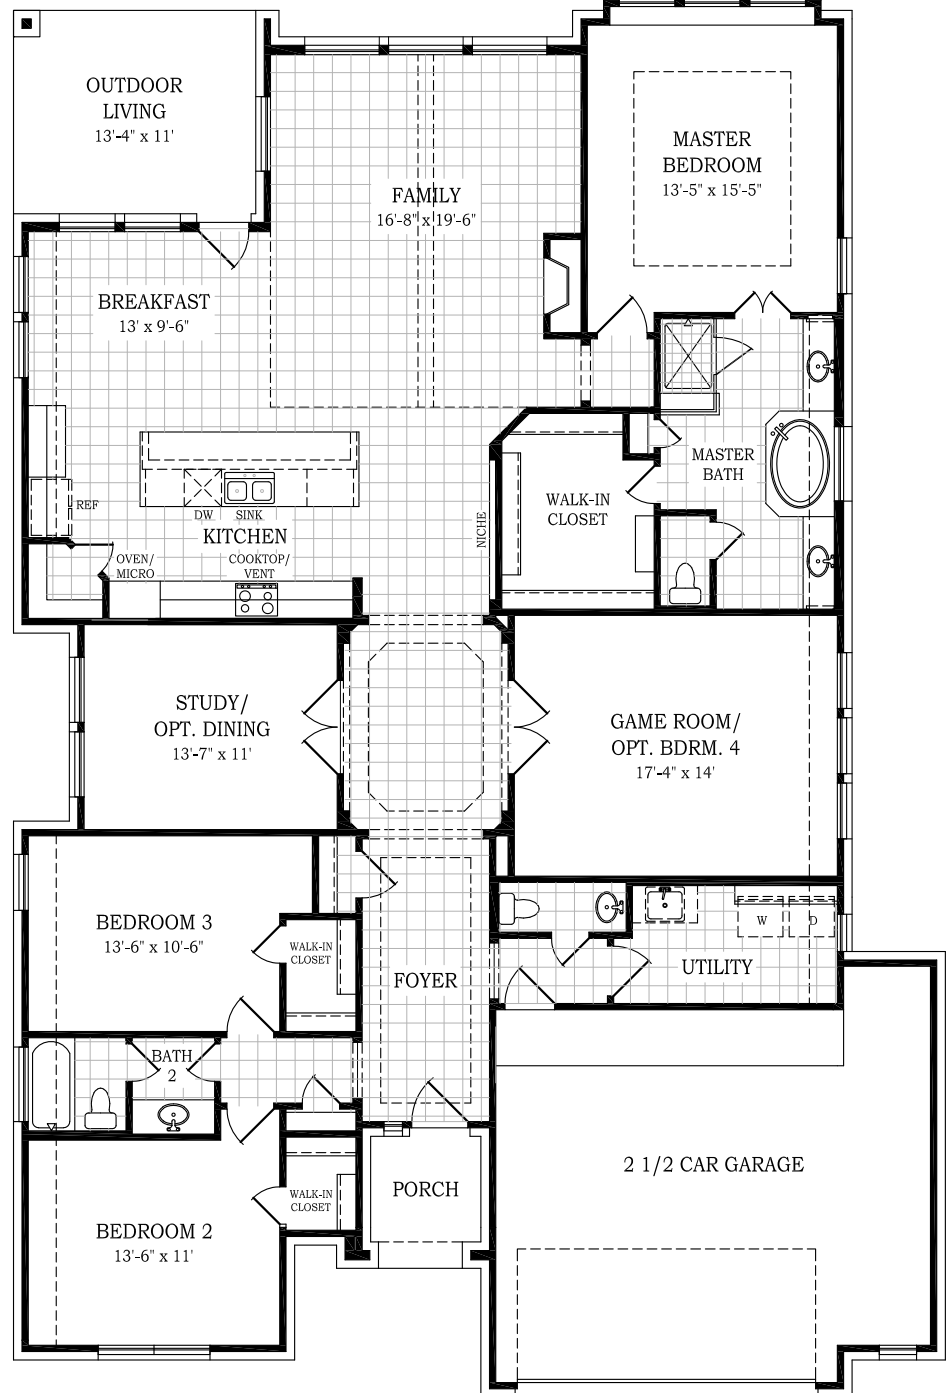 OUTDOOR
LIVING
13'-4" x 11'
MASTER
BEDROOM
13'-5" x 15'-5"
FAMILY
16'-8" x 19'-6"
BREAKFAST
13' x 9'-6"
MASTER
BATH
REF
DW
SINK
KITCHEN
NICHE
WALK-IN
CLOSET
OVEN/
MICRO
COOKTOP/
VENT
STUDY/
OPT. DINING
13'-7" x 11'
GAME ROOM/
OPT. BDRM. 4
17'-4" x 14'
BEDROOM 3
13'-6" x 10'-6"
WALK-IN
CLOSET
FOYER
W
D
UTILITY
BATH
2
2 1/2 CAR GARAGE
PORCH
WALK-IN
CLOSET
BEDROOM 2
13'-6" x 11'